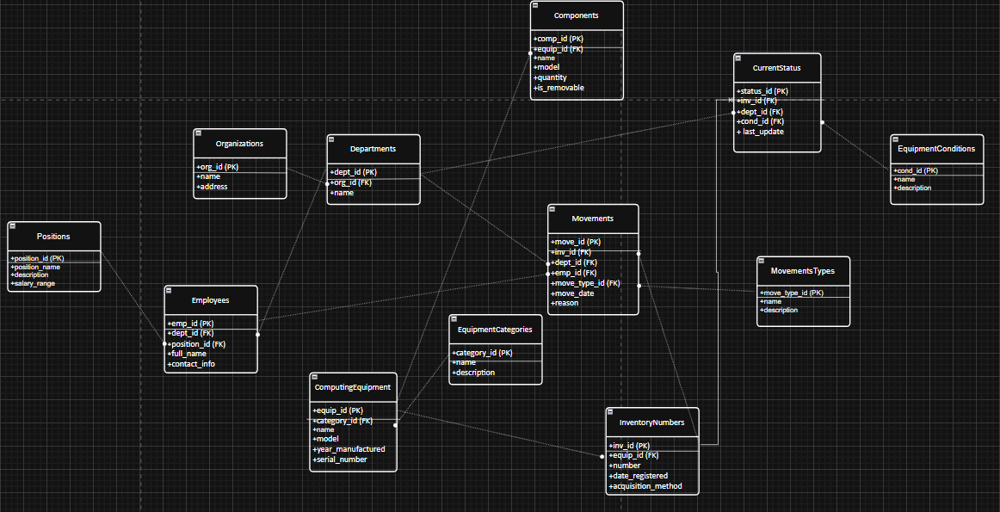 Components
+comp_id (PK)
+equip_id (FK)
+name
+model
+quantity
+is_removable
CurrentStatus
+status_id (PK)
+inv_id (FK)
+dept_id (FK)
+cond_id (FK)
+ last_update
Organizations
+org_id (PK)
+name
+address
Departments
+dept_id (PK)
+org_id (FK)
+name
EquipmentConditions
+cond_id (PK)
+name
+description
Positions
+position_id (PK)
+position_name
+description
+salary_range
Movements
+move_id (PK)
+inv_id (FK)
+dept_id (FK)
+emp_id (FK)
+move_type_id (FK)
+move_date
+reason
MovementsTypes
+move_type_id (PK)
+name
+description
Employees
+emp_id (PK)
+dept_id (FK)
+position_id (FK)
+full_name
+contact_info
EquipmentCategories
+category_id (PK)
+name
+description
ComputingEquipment
+equip_id (PK)
+category_id (FK)
+name
+model
+year_manufactured
+serial_number
InventoryNumbers
+inv_id (PK)
+equip_id (FK)
+number
+date_registered
+acquisition_method